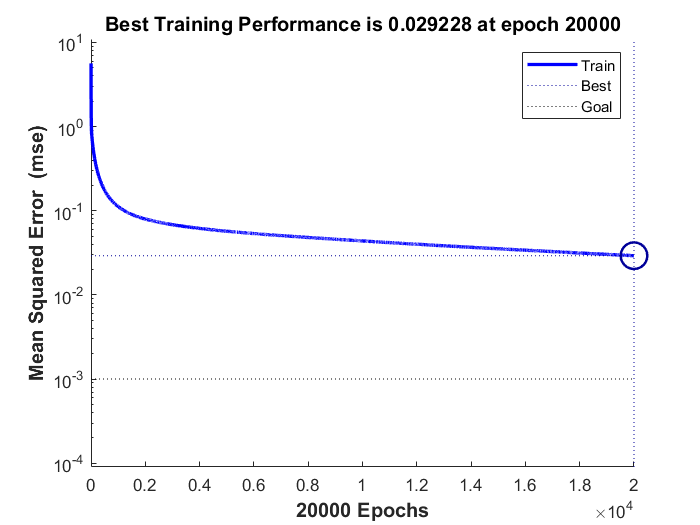 Best Training Performance is 0.029228 at epoch 20000
Mean Squared Error (mse)
10^1
10^0
10^-1
10^-2
10^-3
10^-4
Train
Best
Goal
0 0.2 0.4 0.6 0.8 1 1.2 1.4 1.6 1.8 2
×10^4
20000 Epochs